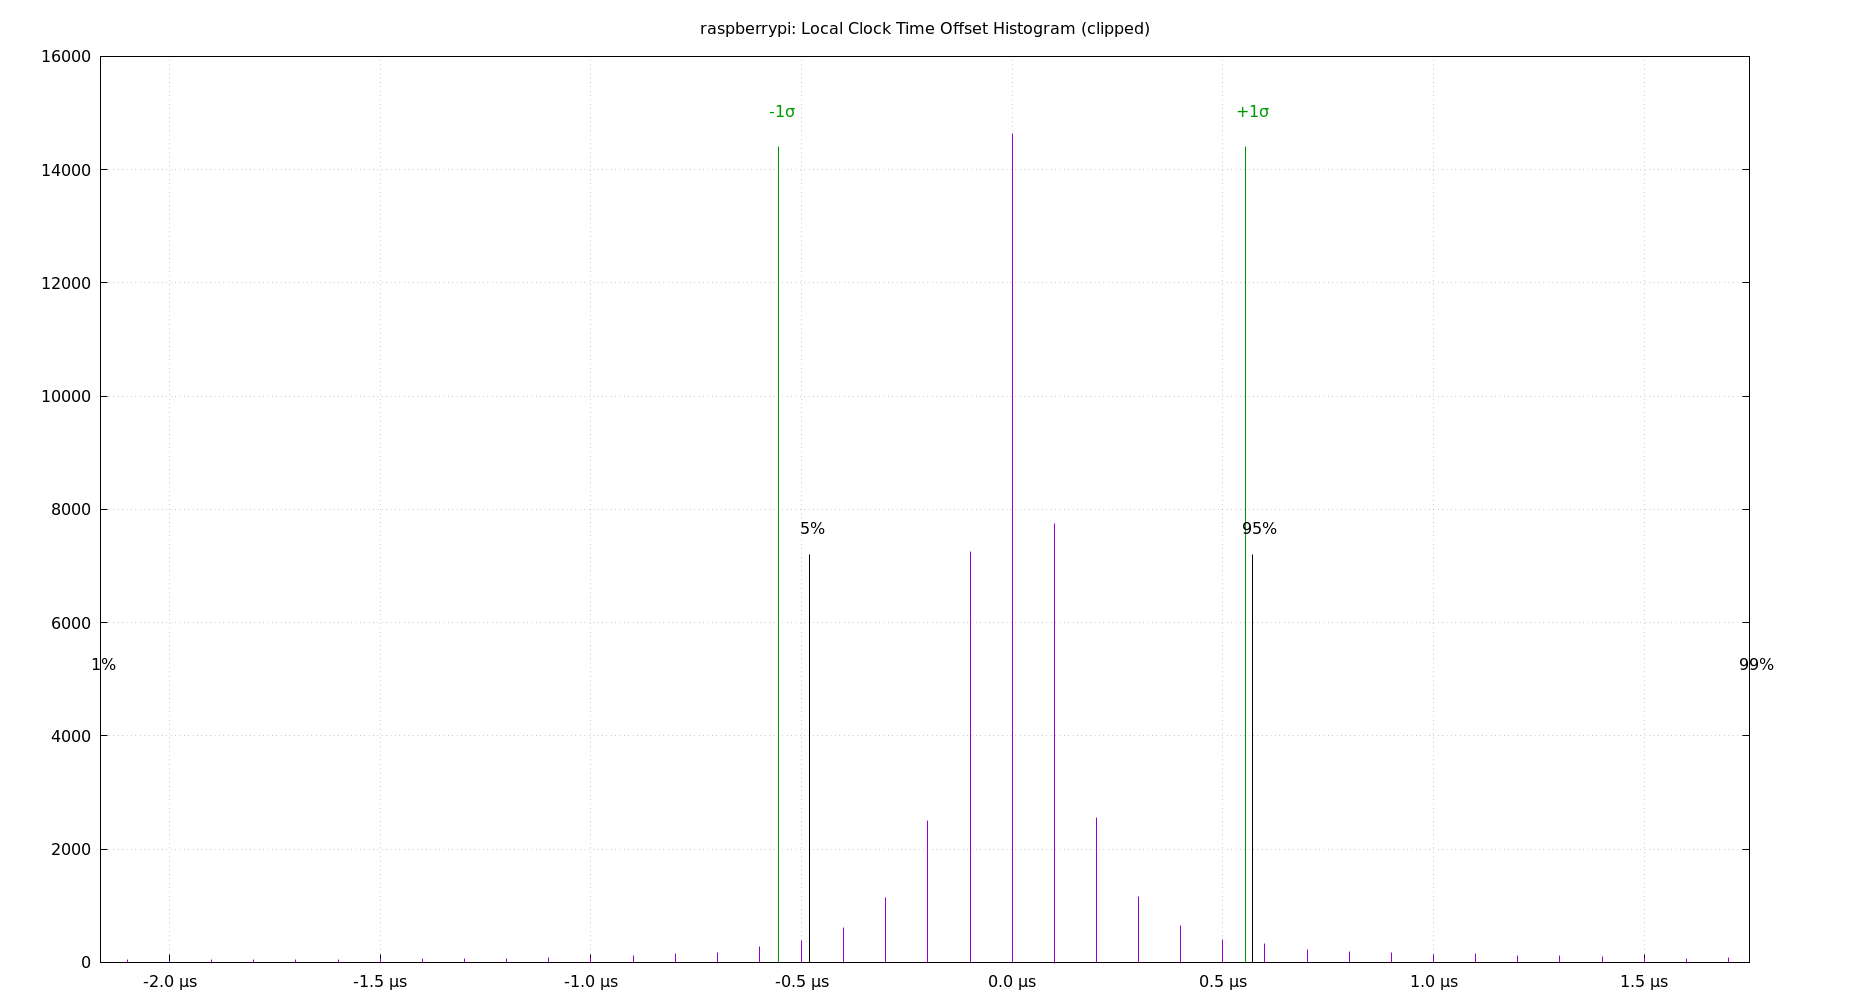 raspberrypi: Local Clock Time Offset Histogram (clipped)
16000
-1σ
+1σ
14000
12000
10000
8000
5%
95%
6000
1%
99%
4000
2000
0
-2.0 µs
-1.5 µs
-1.0 µs
-0.5 µs
0.0 µs
0.5 µs
1.0 µs
1.5 µs